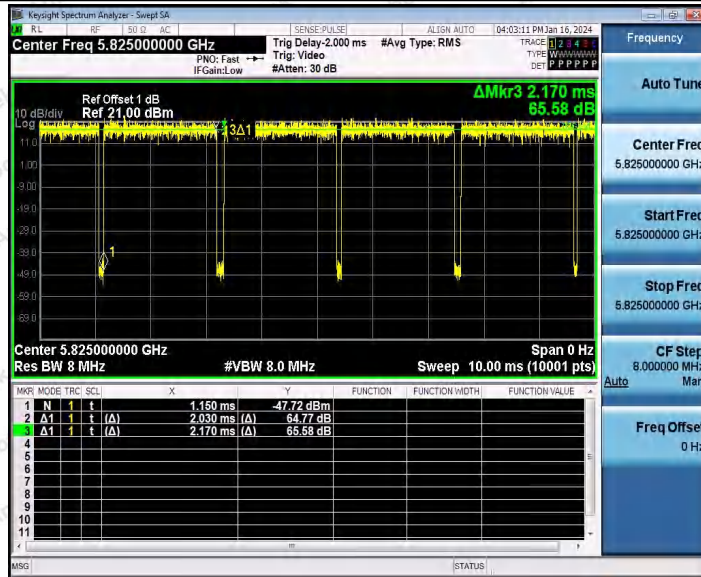 Keysight Spectrum Analyzer - Swept SA
RL RF 50 Ω AC SENSE:PULSE ALIGN AUTO 04:03:11 PM Jan 16, 2024
Center Freq 5.825000000 GHz
PNO: Fast
IFGain:Low
Trig Delay-2.000 ms
Trig: Video
#Atten: 30 dB
#Avg Type: RMS
TRACE 1 2 3 4 5 6
TYPE WWWWWW
DET P P P P P P
Frequency
Auto Tune
Center Freq
5.825000000 GHz
Start Freq
5.825000000 GHz
Stop Freq
5.825000000 GHz
CF Step
8.000000 MHz
Auto Man
Freq Offset
0 Hz
ΔMkr3 2.170 ms
65.58 dB
Ref Offset 1 dB
10 dB/div Ref 21.00 dBm
Log
11.0
1.00
-9.00
-19.0
-29.0
-39.0
-49.0
-59.0
-69.0
3Δ1
1
Center 5.825000000 GHz Span 0 Hz
Res BW 8 MHz #VBW 8.0 MHz Sweep 10.00 ms (10001 pts)
MKR MODE TRC SCL X Y FUNCTION FUNCTION WIDTH FUNCTION VALUE
1 N 1 t 1.150 ms -47.72 dBm
2 Δ1 1 t (Δ) 2.030 ms (Δ) 64.77 dB
3 Δ1 1 t (Δ) 2.170 ms (Δ) 65.58 dB
4
5
6
7
8
9
10
11
MSG STATUS